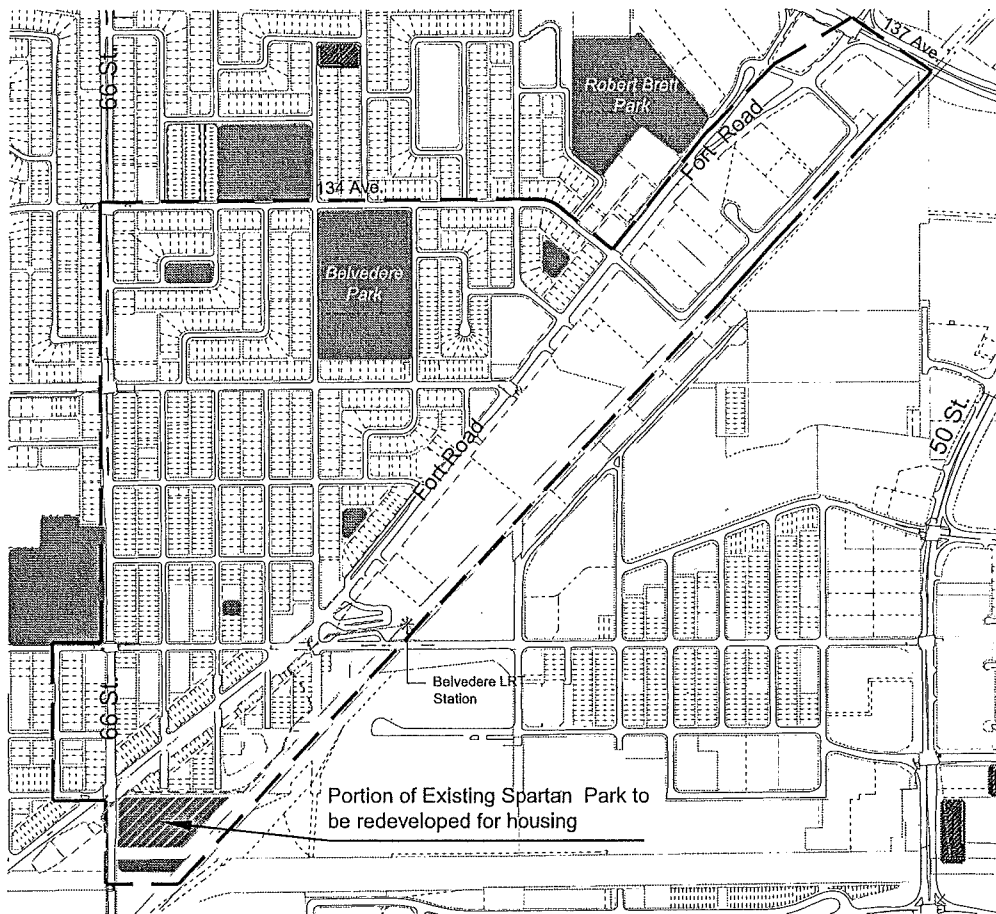 66 St.
137 Ave.
Robert Brett
Park
Fort Road
134 Ave.
Belvedere
Park
50 St.
Fort Road
Belvedere LRT
Station
66 St.
Portion of Existing Spartan Park to
be redeveloped for housing